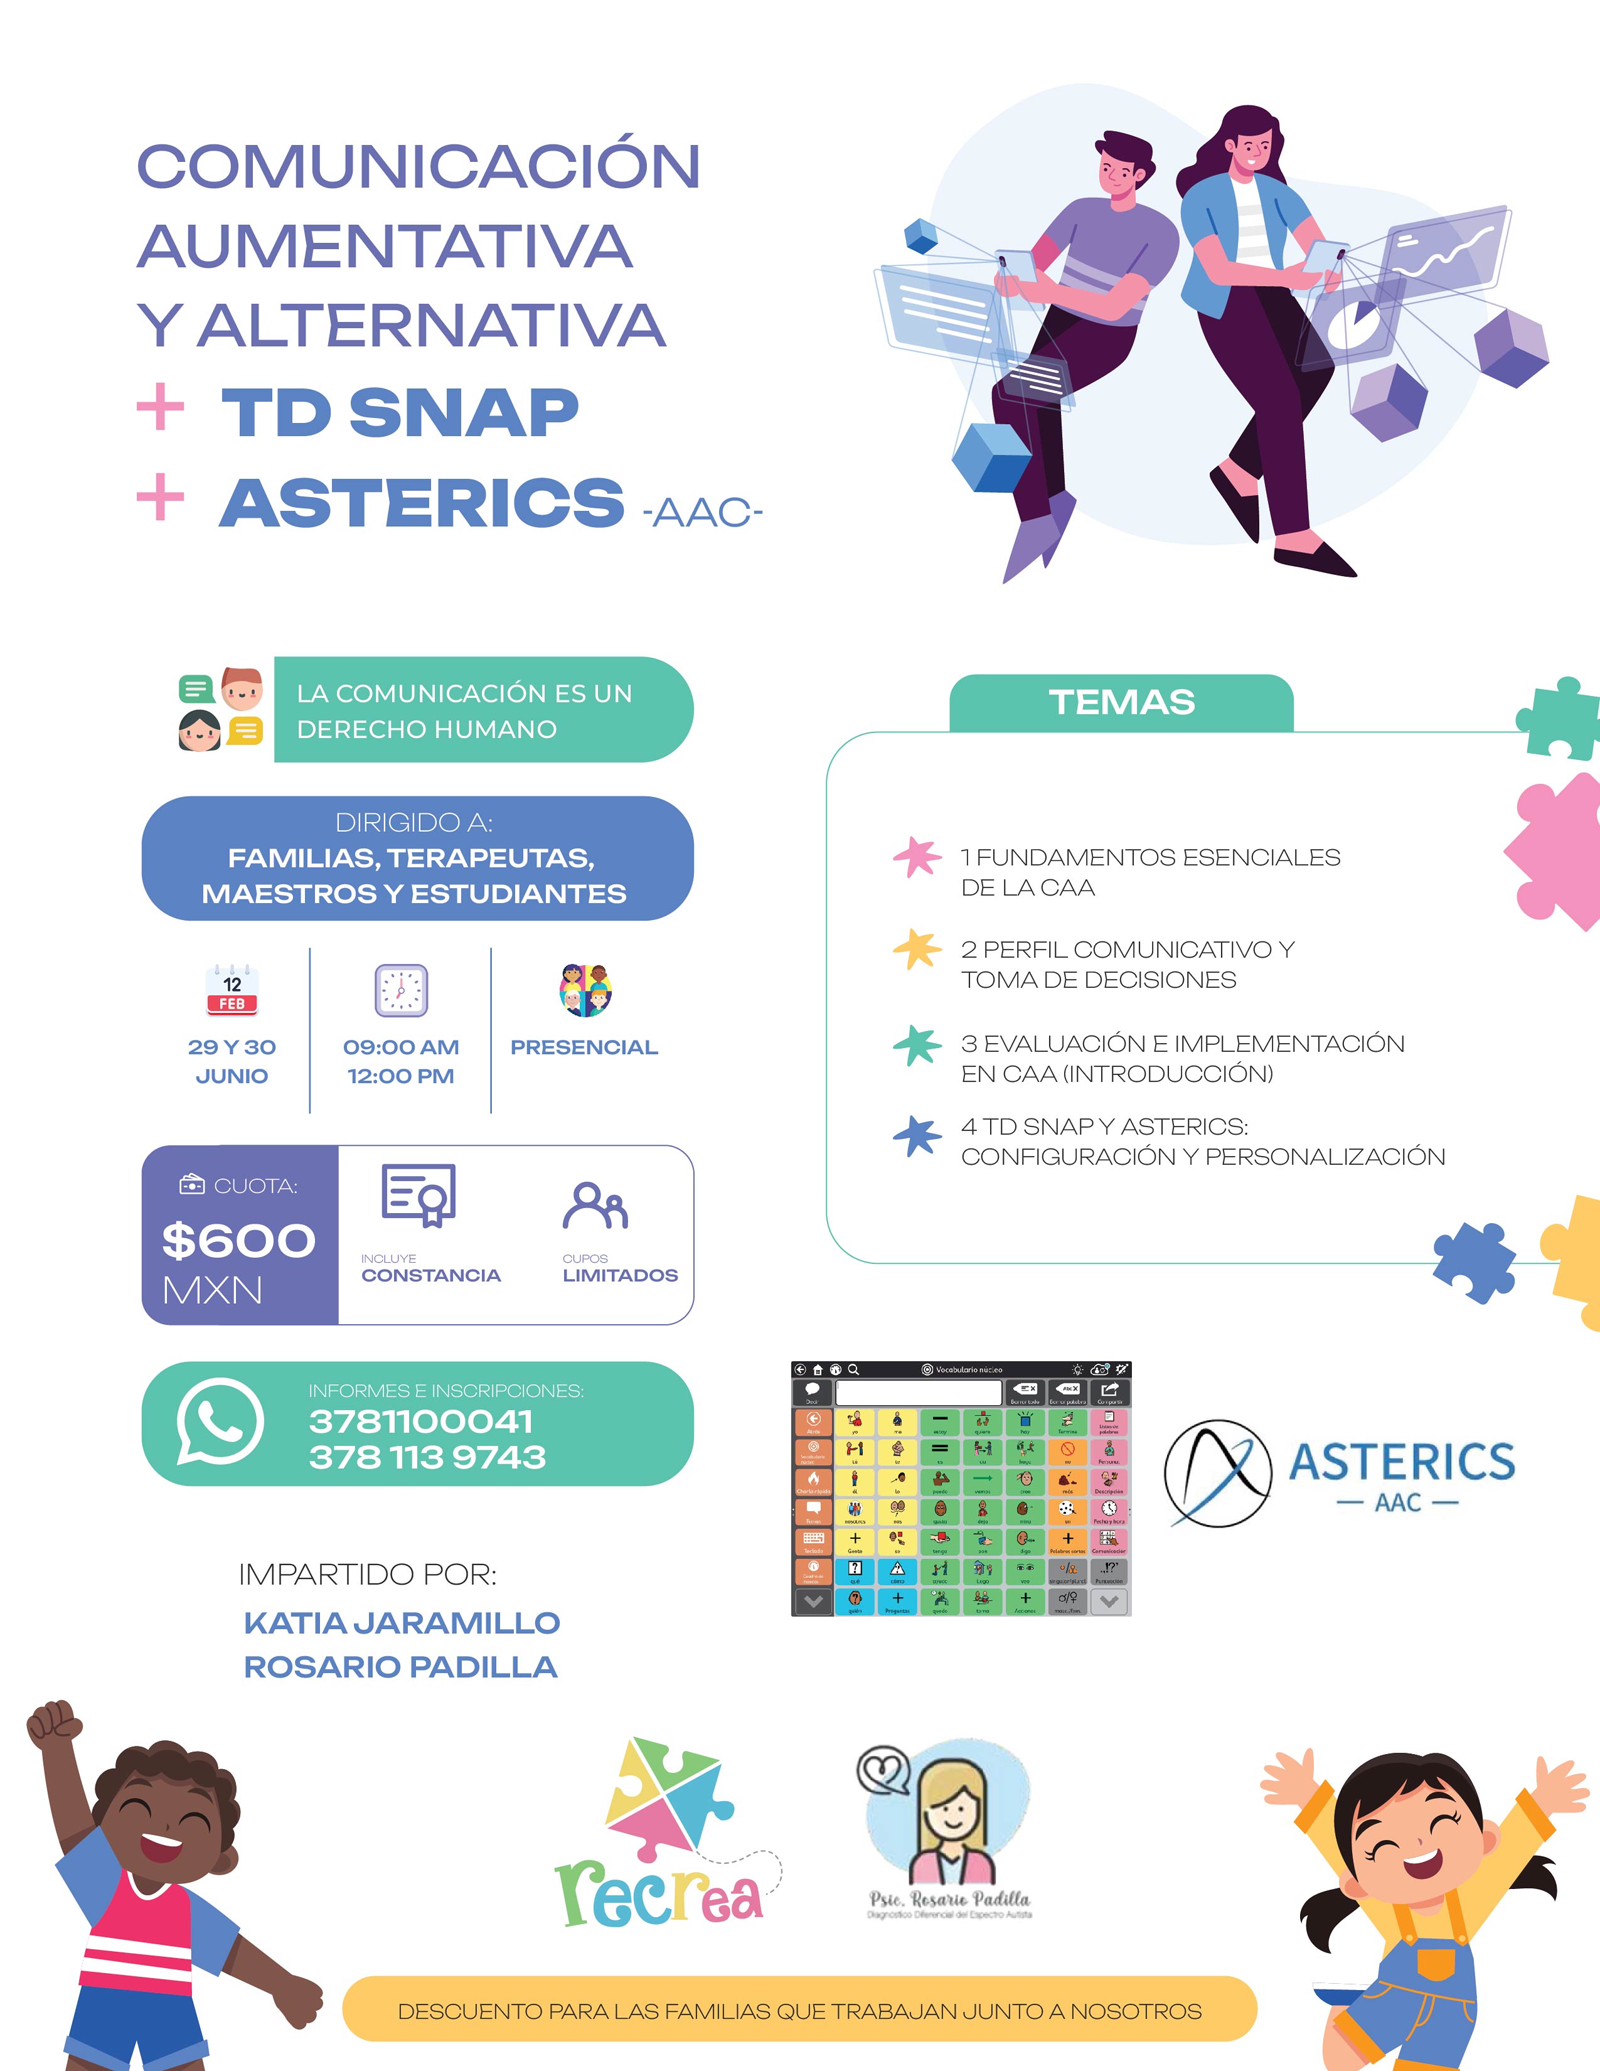 COMUNICACIÓN
AUMENTATIVA
Y ALTERNATIVA
+ TD SNAP
+ ASTERICS -AAC-
LA COMUNICACIÓN ES UN
DERECHO HUMANO
DIRIGIDO A:
FAMILIAS, TERAPEUTAS,
MAESTROS Y ESTUDIANTES
12
FEB
29 Y 30
JUNIO
09:00 AM
12:00 PM
PRESENCIAL
CUOTA:
$600
MXN
INCLUYE
CONSTANCIA
CUPOS
LIMITADOS
INFORMES E INSCRIPCIONES:
3781100041
378 113 9743
IMPARTIDO POR:
KATIA JARAMILLO
ROSARIO PADILLA
TEMAS
1 FUNDAMENTOS ESENCIALES
DE LA CAA
2 PERFIL COMUNICATIVO Y
TOMA DE DECISIONES
3 EVALUACIÓN E IMPLEMENTACIÓN
EN CAA (INTRODUCCIÓN)
4 TD SNAP Y ASTERICS:
CONFIGURACIÓN Y PERSONALIZACIÓN
Vocabulario núcleo
Borrar todo Borrar palabra Compartir
ASTERICS
— AAC —
recrea
Psic. Rosario Padilla
Diagnostico Diferencial del Espectro Autista
DESCUENTO PARA LAS FAMILIAS QUE TRABAJAN JUNTO A NOSOTROS